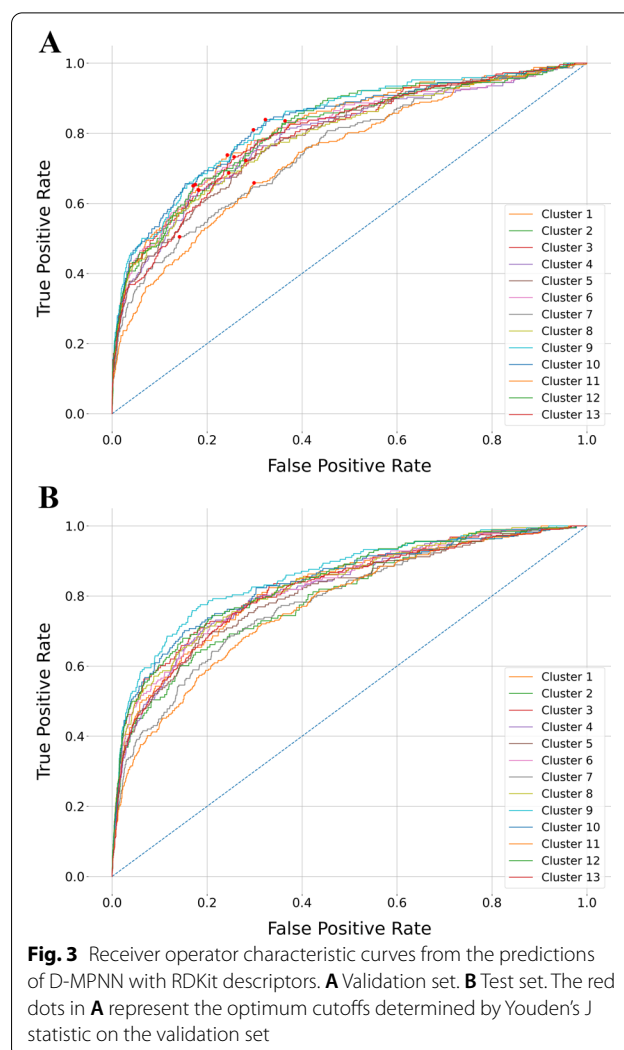 A
True Positive Rate
1.0
0.8
0.6
0.4
0.2
0.0
Cluster 1
Cluster 2
Cluster 3
Cluster 4
Cluster 5
Cluster 6
Cluster 7
Cluster 8
Cluster 9
Cluster 10
Cluster 11
Cluster 12
Cluster 13
0.0 0.2 0.4 0.6 0.8 1.0
False Positive Rate
B
True Positive Rate
1.0
0.8
0.6
0.4
0.2
0.0
Cluster 1
Cluster 2
Cluster 3
Cluster 4
Cluster 5
Cluster 6
Cluster 7
Cluster 8
Cluster 9
Cluster 10
Cluster 11
Cluster 12
Cluster 13
0.0 0.2 0.4 0.6 0.8 1.0
False Positive Rate
Fig. 3 Receiver operator characteristic curves from the predictions
of D-MPNN with RDKit descriptors. A Validation set. B Test set. The red
dots in A represent the optimum cutoffs determined by Youden’s J
statistic on the validation set